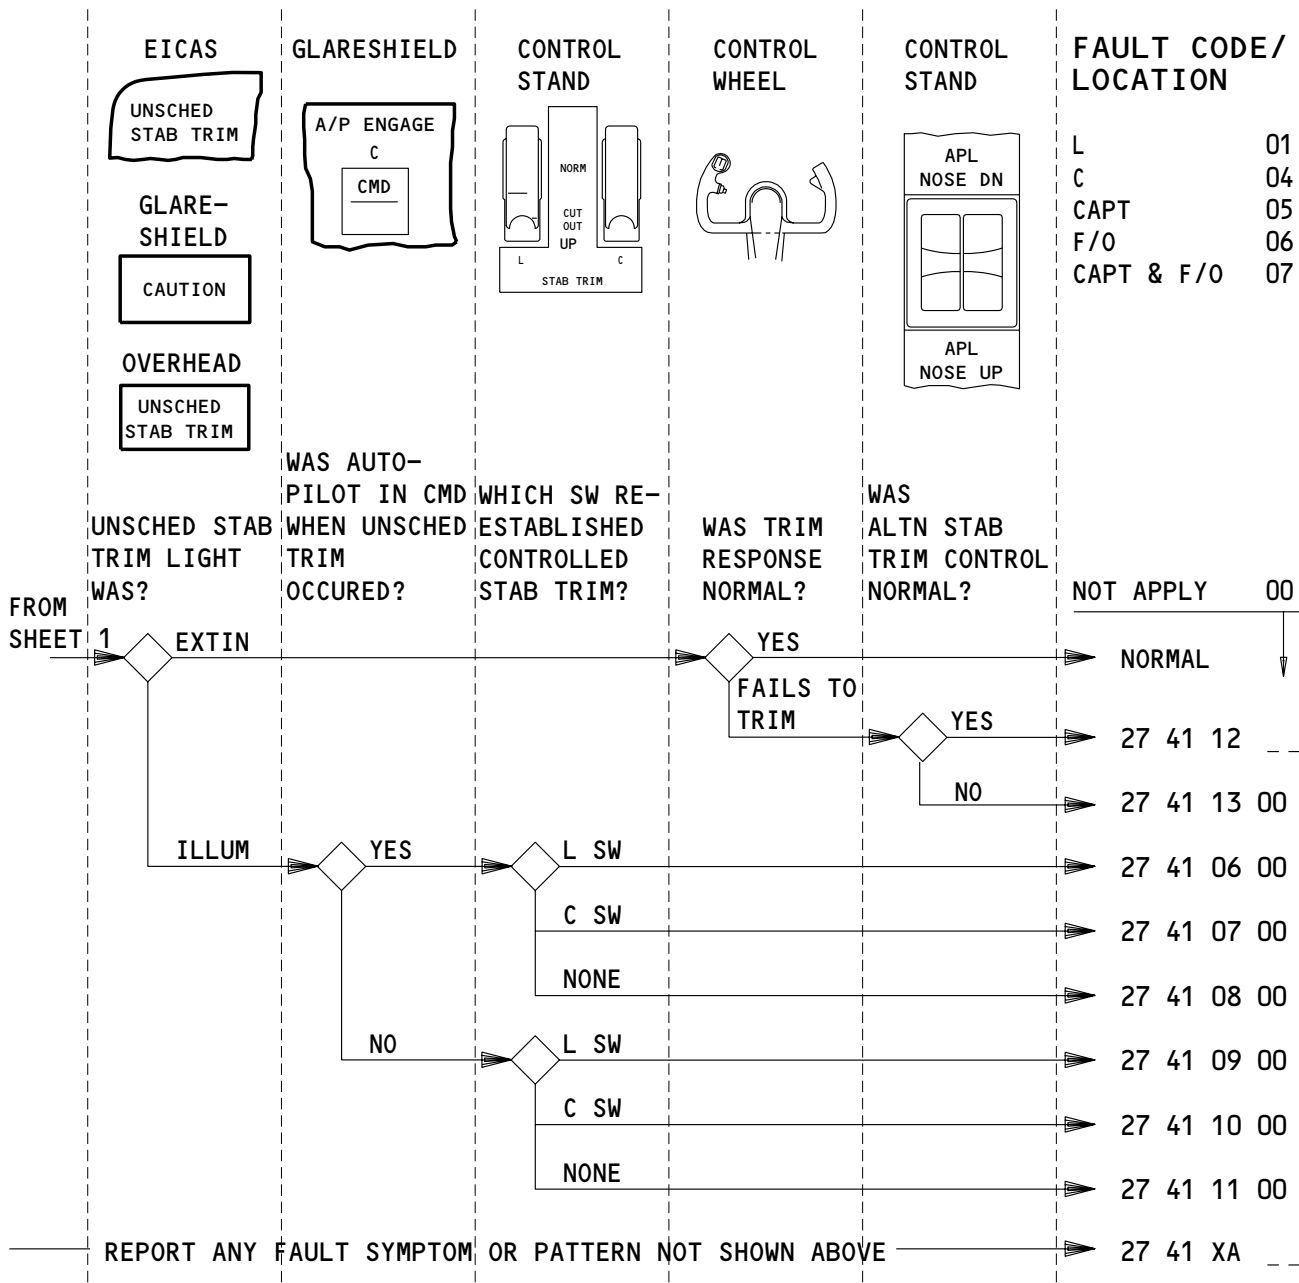 EICAS
UNSCHED
STAB TRIM
GLARE-
SHIELD
CAUTION
OVERHEAD
UNSCHED
STAB TRIM
UNSCHED STAB
TRIM LIGHT
WAS?
GLARESHIELD
A/P ENGAGE
C
CMD
WAS AUTO-
PILOT IN CMD
WHEN UNSCHED
TRIM
OCCURED?
CONTROL
STAND
NORM
CUT
OUT
UP
L
C
STAB TRIM
WHICH SW RE-
ESTABLISHED
CONTROLLED
STAB TRIM?
CONTROL
WHEEL
WAS TRIM
RESPONSE
NORMAL?
CONTROL
STAND
APL
NOSE DN
APL
NOSE UP
WAS
ALTN STAB
TRIM CONTROL
NORMAL?
FAULT CODE/
LOCATION
L 01
C 04
CAPT 05
F/O 06
CAPT & F/O 07
NOT APPLY 00
FROM
SHEET 1
EXTIN
YES
NORMAL
FAILS TO
TRIM
YES
27 41 12 _ _
NO
27 41 13 00
ILLUM
YES
L SW
27 41 06 00
C SW
27 41 07 00
NONE
27 41 08 00
NO
L SW
27 41 09 00
C SW
27 41 10 00
NONE
27 41 11 00
REPORT ANY FAULT SYMPTOM OR PATTERN NOT SHOWN ABOVE
27 41 XA _ _